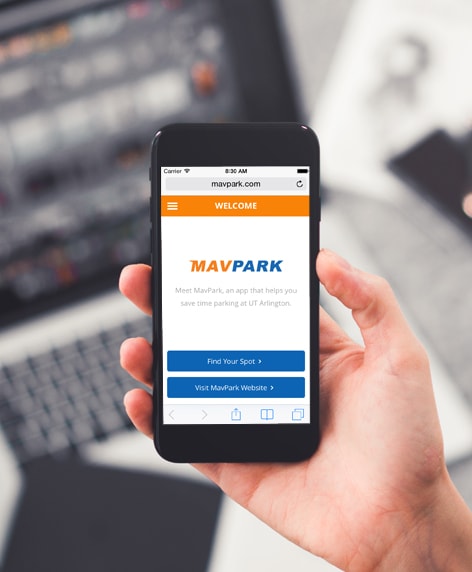 Carrier 8:30 AM
mavpark.com
WELCOME
MAVPARK
Meet MavPark, an app that helps you
save time parking at UT Arlington.
Find Your Spot >
Visit MavPark Website >